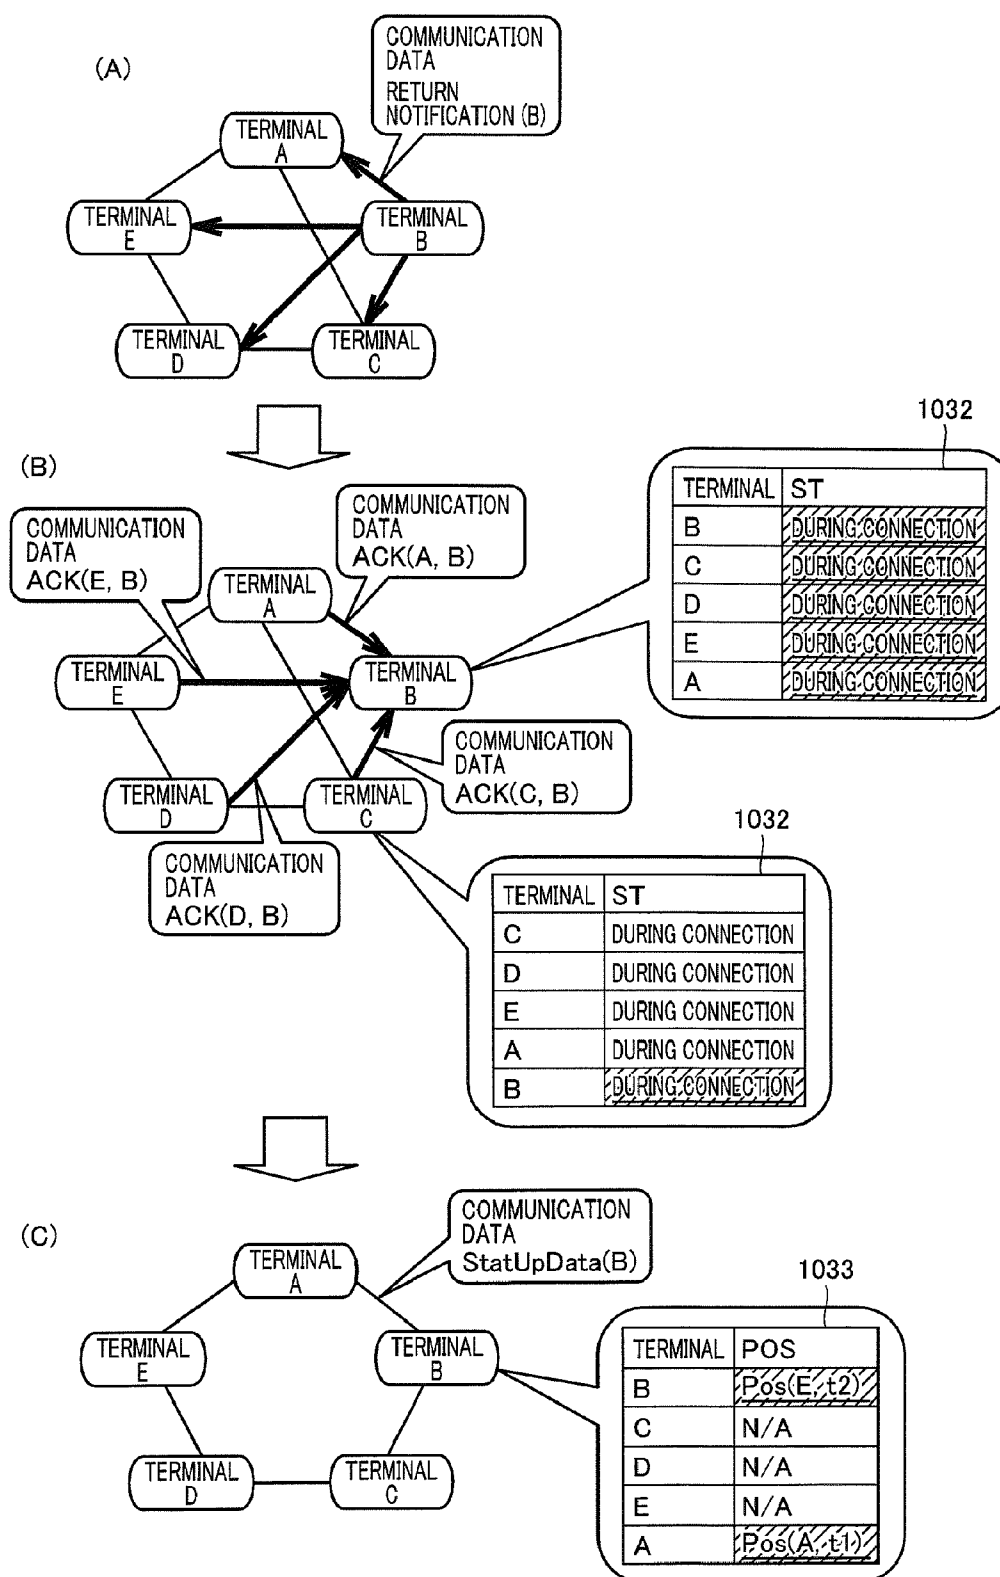 (A)
COMMUNICATION
DATA
RETURN
NOTIFICATION (B)
TERMINAL
A
TERMINAL
E
TERMINAL
B
TERMINAL
D
TERMINAL
C
(B)
COMMUNICATION
DATA
ACK(E, B)
COMMUNICATION
DATA
ACK(A, B)
1032
TERMINAL ST
B DURING CONNECTION
C DURING CONNECTION
D DURING CONNECTION
E DURING CONNECTION
A DURING CONNECTION
TERMINAL
A
TERMINAL
E
TERMINAL
B
COMMUNICATION
DATA
ACK(C, B)
TERMINAL
D
TERMINAL
C
COMMUNICATION
DATA
ACK(D, B)
1032
TERMINAL ST
C DURING CONNECTION
D DURING CONNECTION
E DURING CONNECTION
A DURING CONNECTION
B DURING CONNECTION
(C)
COMMUNICATION
DATA
StatUpData(B)
TERMINAL
A
TERMINAL
E
TERMINAL
B
TERMINAL
D
TERMINAL
C
1033
TERMINAL POS
B Pos(E, t2)
C N/A
D N/A
E N/A
A Pos(A, t1)